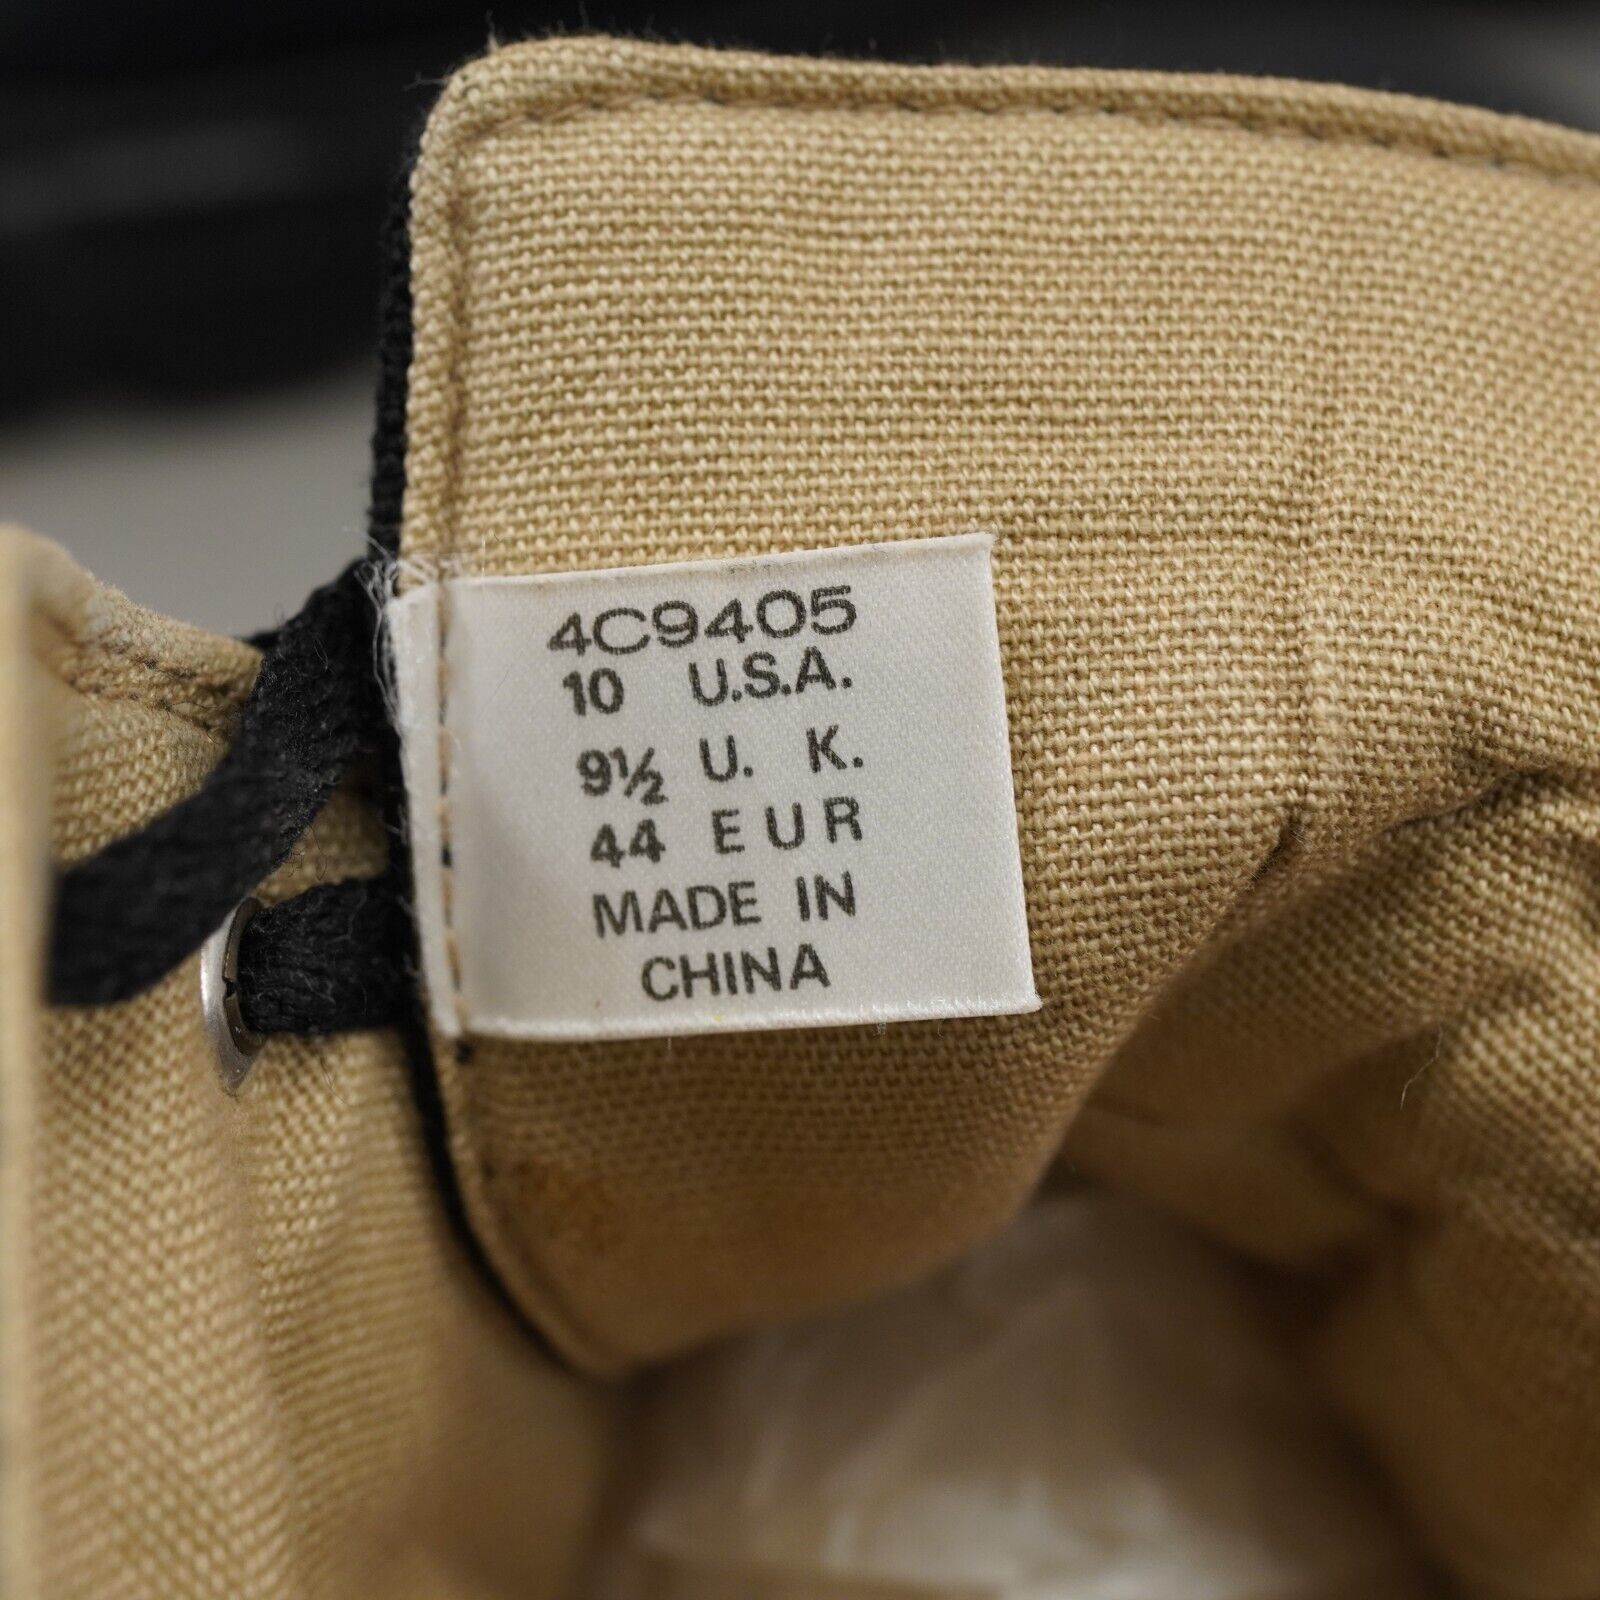 4C9405
10 U.S.A.
9½ U. K.
44 EUR
MADE IN
CHINA